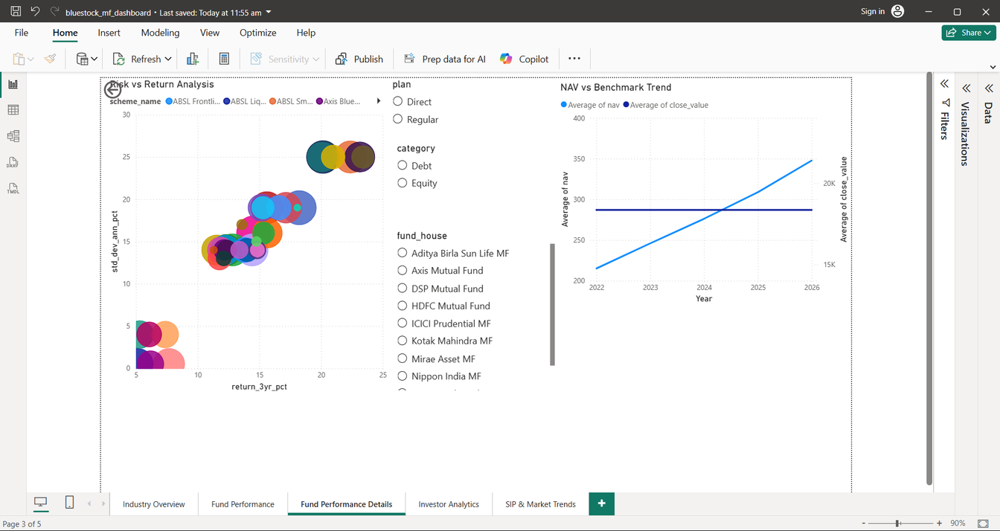 bluestock_mf_dashboard • Last saved: Today at 11:55 am
Sign in
File Home Insert Modeling View Optimize Help
Share
Refresh Sensitivity Publish Prep data for AI Copilot ...
Risk vs Return Analysis
scheme_name ABSL Frontli... ABSL Liq... ABSL Sm... Axis Blue...
30
25
20
15
10
5
0
std_dev_ann_pct
5 10 15 20 25
return_3yr_pct
plan
Direct
Regular
category
Debt
Equity
fund_house
Aditya Birla Sun Life MF
Axis Mutual Fund
DSP Mutual Fund
HDFC Mutual Fund
ICICI Prudential MF
Kotak Mahindra MF
Mirae Asset MF
Nippon India MF
NAV vs Benchmark Trend
Average of nav Average of close_value
400
350
300
250
200
Average of nav
20K
15K
Average of close_value
2022 2023 2024 2025 2026
Year
Filters
Visualizations
Data
DAX
TMDL
Industry Overview Fund Performance Fund Performance Details Investor Analytics SIP & Market Trends +
Page 3 of 5
- + 90%